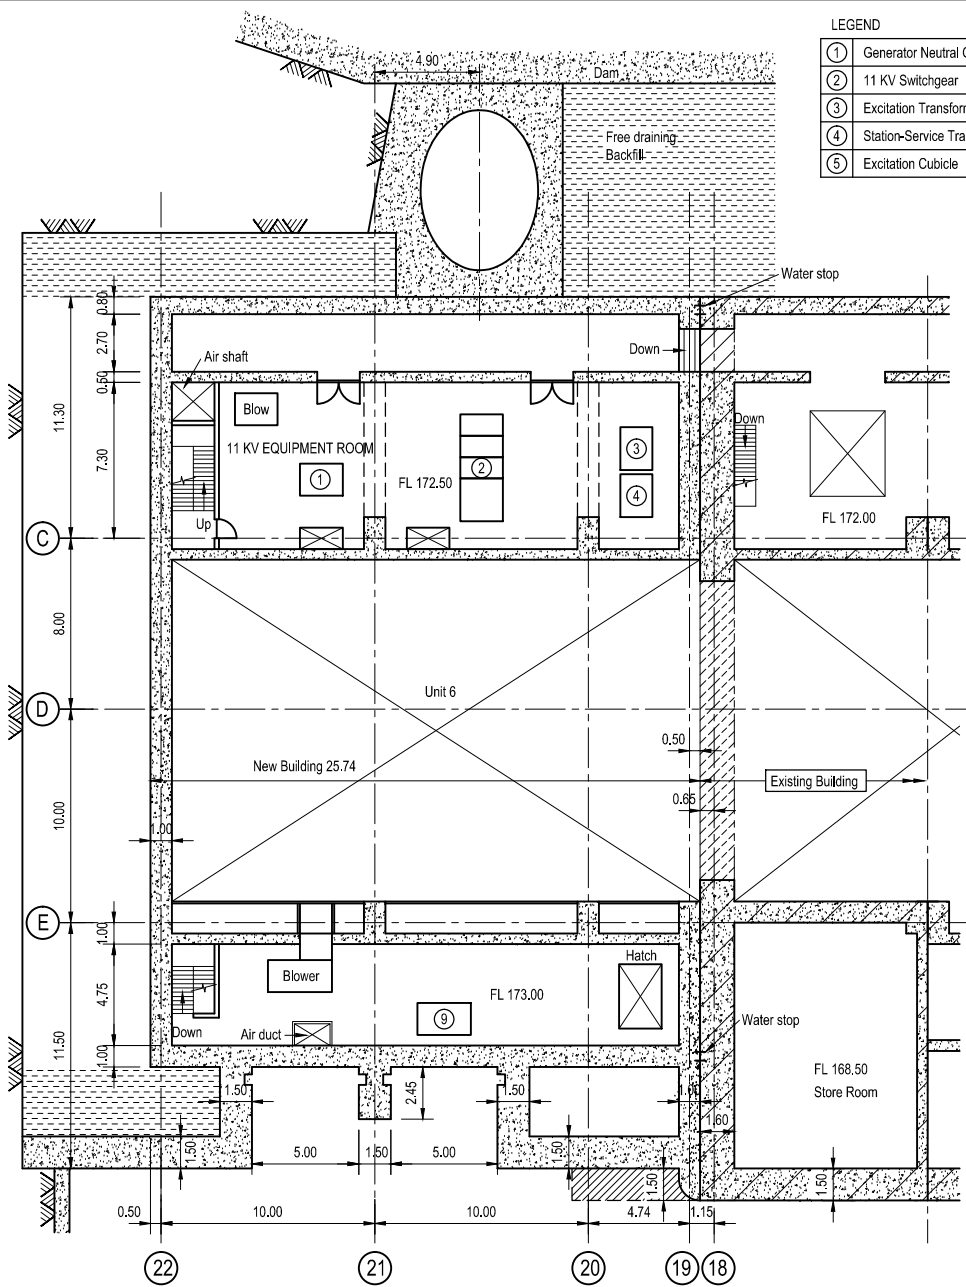 LEGEND
1 Generator Neutral C
2 11 KV Switchgear
3 Excitation Transforn
4 Station-Service Tra
5 Excitation Cubicle
4.90
Dam
Free draining
Backfill
Water stop
0.80
2.70
0.50
7.30
11.30
Air shaft
Down
Blow
11 KV EQUIPMENT ROOM
1
2
3
4
FL 172.50
Up
Down
FL 172.00
C
8.00
Unit 6
D
0.50
New Building 25.74
Existing Building
0.65
10.00
1.00
E
1.00
4.75
1.00
11.50
Hatch
Blower
FL 173.00
9
Down
Air duct
Water stop
FL 168.50
Store Room
1.50
2.45
1.50
1.00
1.60
1.50
5.00
1.50
5.00
1.50
1.50
1.50
0.50
10.00
10.00
4.74
1.15
22
21
20
19
18